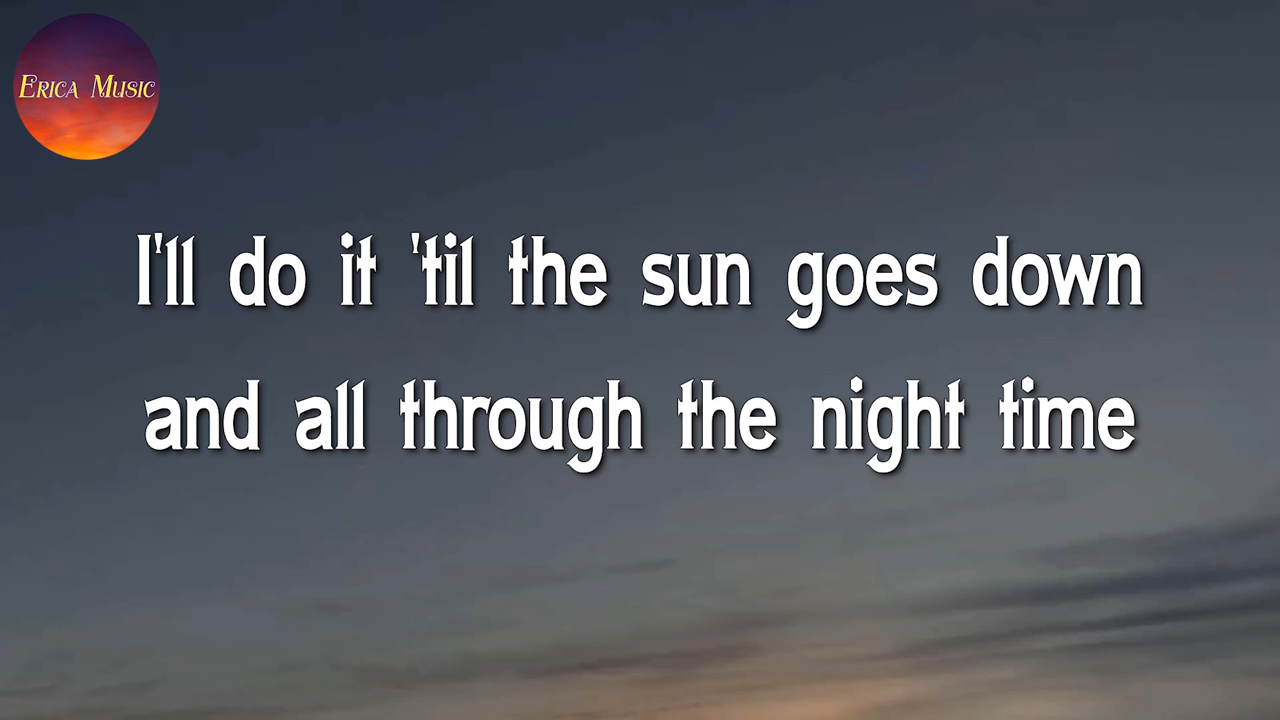 Erica Music
I'll do it 'til the sun goes down
and all through the night time